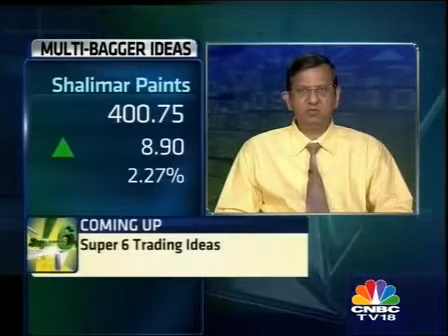 MULTI-BAGGER IDEAS
Shalimar Paints
400.75
8.90
2.27%
6
COMING UP
Super 6 Trading Ideas
CNBC
TV18